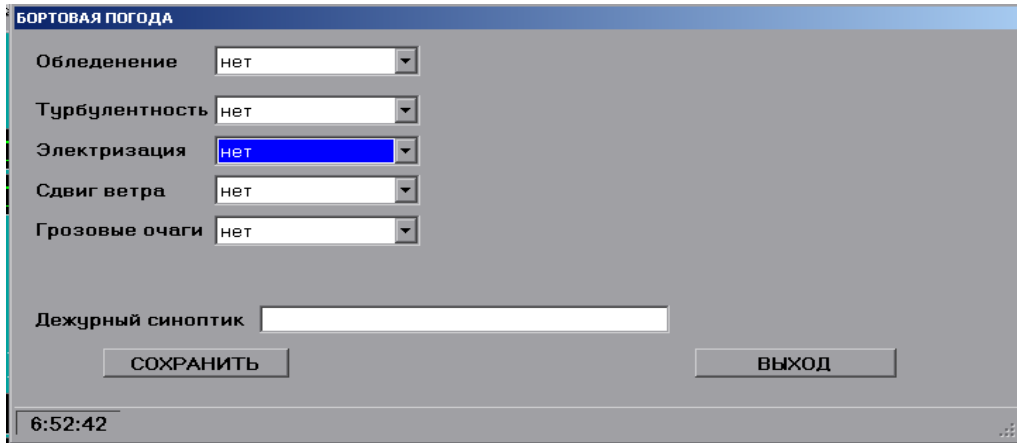 БОРТОВАЯ ПОГОДА
Обледенение нет
Турбулентность нет
Электризация нет
Сдвиг ветра нет
Грозовые очаги нет
Дежурный синоптик
СОХРАНИТЬ ВЫХОД
6:52:42